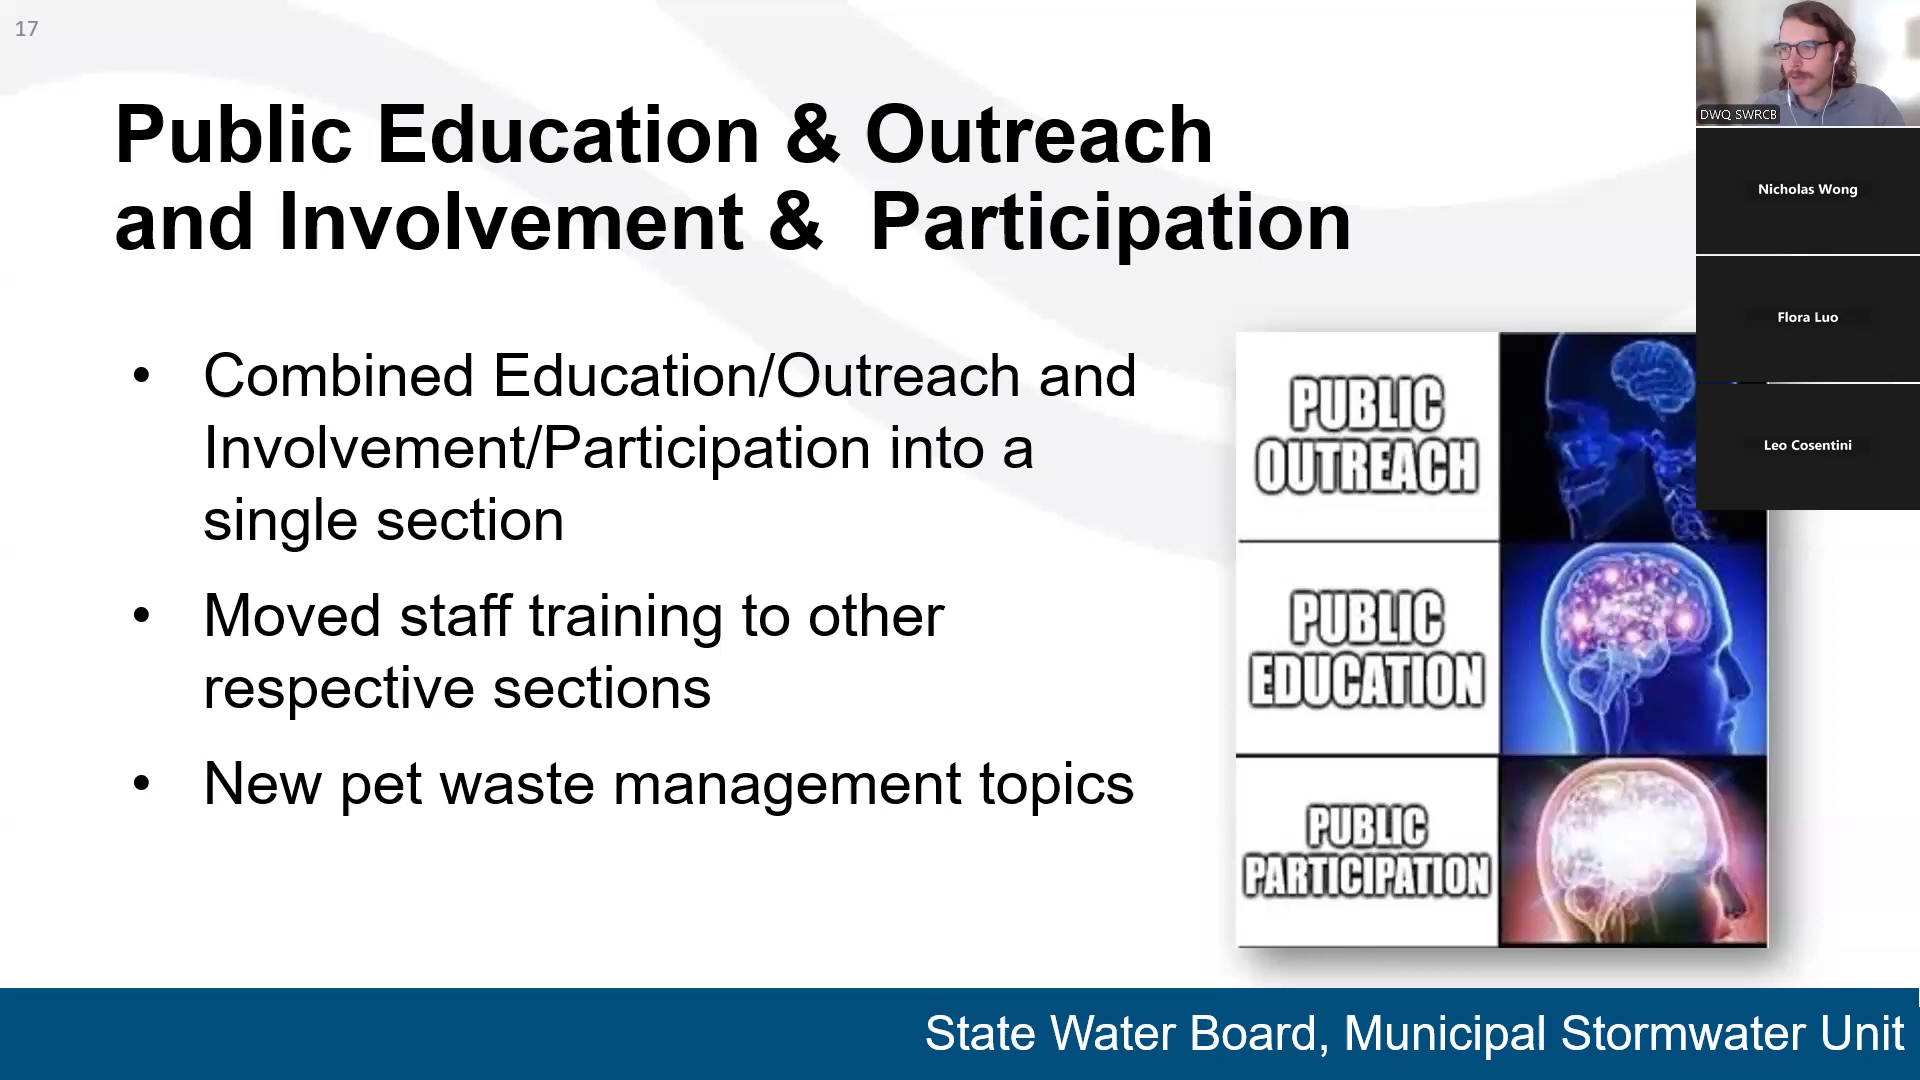 17
Public Education & Outreach
and Involvement & Participation
• Combined Education/Outreach and
Involvement/Participation into a
single section
• Moved staff training to other
respective sections
• New pet waste management topics
PUBLIC
OUTREACH
PUBLIC
EDUCATION
PUBLIC
PARTICIPATION
DWQ SWRCB
Nicholas Wong
Flora Luo
Leo Cosentini
State Water Board, Municipal Stormwater Unit